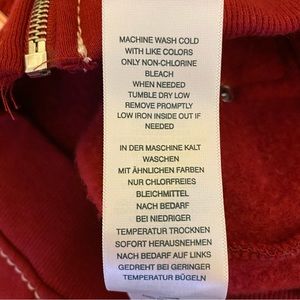 MACHINE WASH COLD
WITH LIKE COLORS
ONLY NON-CHLORINE
BLEACH
WHEN NEEDED
TUMBLE DRY LOW
REMOVE PROMPTLY
LOW IRON INSIDE OUT IF
NEEDED
IN DER MASCHINE KALT
WASCHEN
MIT ÄHNLICHEN FARBEN
NUR CHLORFREIES
BLEICHMITTEL
NACH BEDARF
BEI NIEDRIGER
TEMPERATUR TROCKNEN
SOFORT HERAUSNEHMEN
NACH BEDARF AUF LINKS
GEDREHT BEI GERINGER
TEMPERATUR BÜGELN